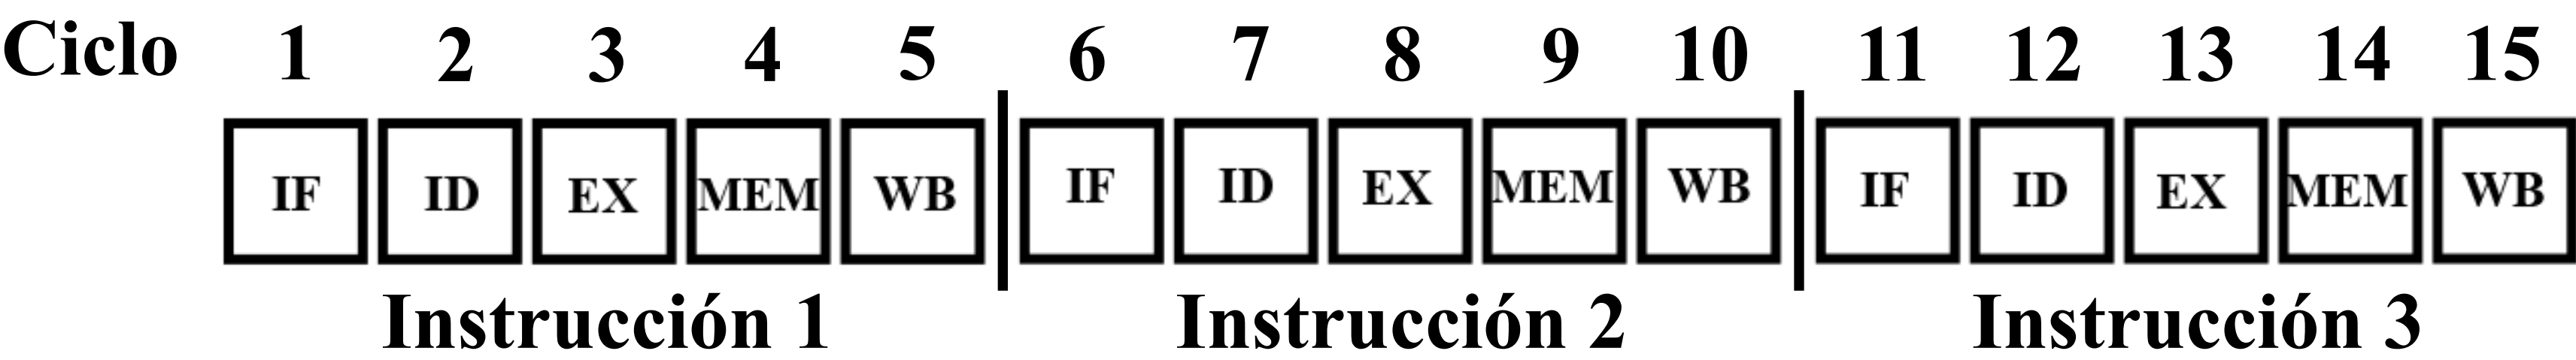 Ciclo 1 2 3 4 5 6 7 8 9 10 11 12 13 14 15
IF ID EX MEM WB IF ID EX MEM WB IF ID EX MEM WB
Instrucción 1 Instrucción 2 Instrucción 3